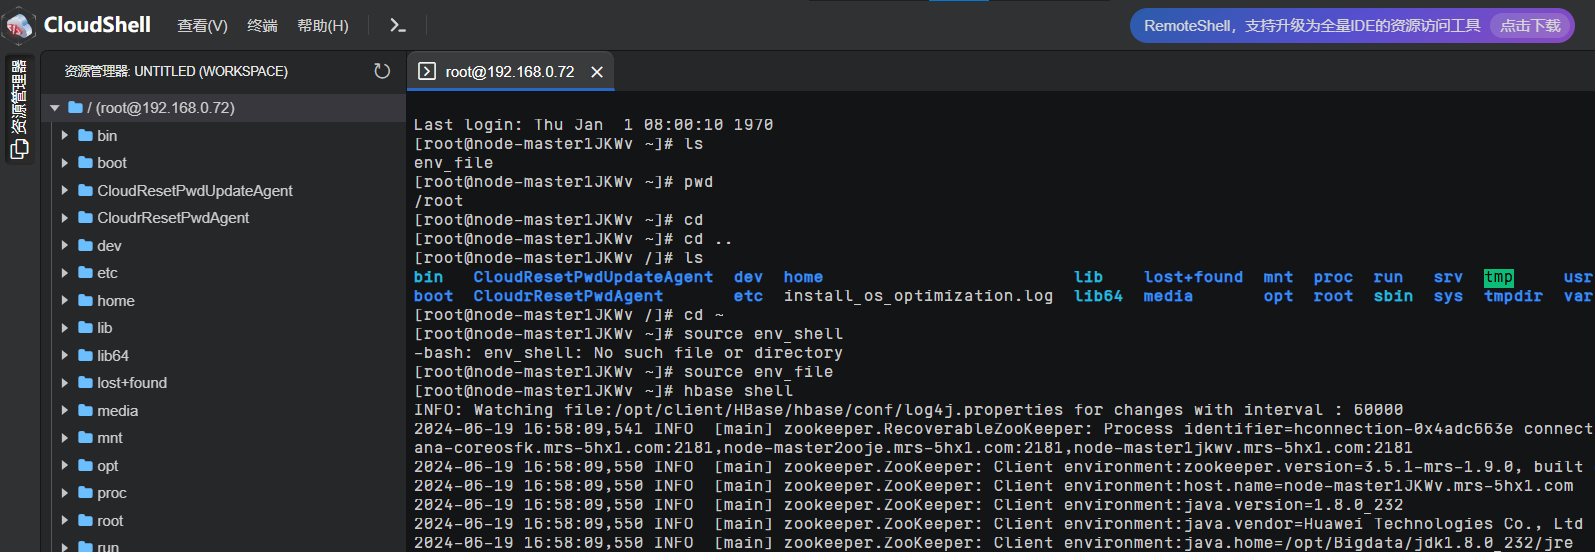 CloudShell 查看(V) 终端 帮助(H)
RemoteShell，支持升级为全量IDE的资源访问工具 点击下载
资源管理器
资源管理器: UNTITLED (WORKSPACE)
/ (root@192.168.0.72)
bin
boot
CloudResetPwdUpdateAgent
CloudrResetPwdAgent
dev
etc
home
lib
lib64
lost+found
media
mnt
opt
proc
root
run
root@192.168.0.72
Last login: Thu Jan  1 08:00:10 1970
[root@node-master1JKWv ~]# ls
env_file
[root@node-master1JKWv ~]# pwd
/root
[root@node-master1JKWv ~]# cd
[root@node-master1JKWv ~]# cd ..
[root@node-master1JKWv /]# ls
bin   CloudResetPwdUpdateAgent  dev  home                         lib    lost+found  mnt  proc  run   srv  tmp     usr
boot  CloudrResetPwdAgent       etc  install_os_optimization.log  lib64  media       opt  root  sbin  sys  tmpdir  var
[root@node-master1JKWv /]# cd ~
[root@node-master1JKWv ~]# source env_shell
-bash: env_shell: No such file or directory
[root@node-master1JKWv ~]# source env_file
[root@node-master1JKWv ~]# hbase shell
INFO: Watching file:/opt/client/HBase/hbase/conf/log4j.properties for changes with interval : 60000
2024-06-19 16:58:09,541 INFO  [main] zookeeper.RecoverableZooKeeper: Process identifier=hconnection-0x4adc663e connect
ana-coreosfk.mrs-5hx1.com:2181,node-master2ooje.mrs-5hx1.com:2181,node-master1jkwv.mrs-5hx1.com:2181
2024-06-19 16:58:09,550 INFO  [main] zookeeper.ZooKeeper: Client environment:zookeeper.version=3.5.1-mrs-1.9.0, built
2024-06-19 16:58:09,550 INFO  [main] zookeeper.ZooKeeper: Client environment:host.name=node-master1JKWv.mrs-5hx1.com
2024-06-19 16:58:09,550 INFO  [main] zookeeper.ZooKeeper: Client environment:java.version=1.8.0_232
2024-06-19 16:58:09,550 INFO  [main] zookeeper.ZooKeeper: Client environment:java.vendor=Huawei Technologies Co., Ltd
2024-06-19 16:58:09,550 INFO  [main] zookeeper.ZooKeeper: Client environment:java.home=/opt/Bigdata/jdk1.8.0_232/jre